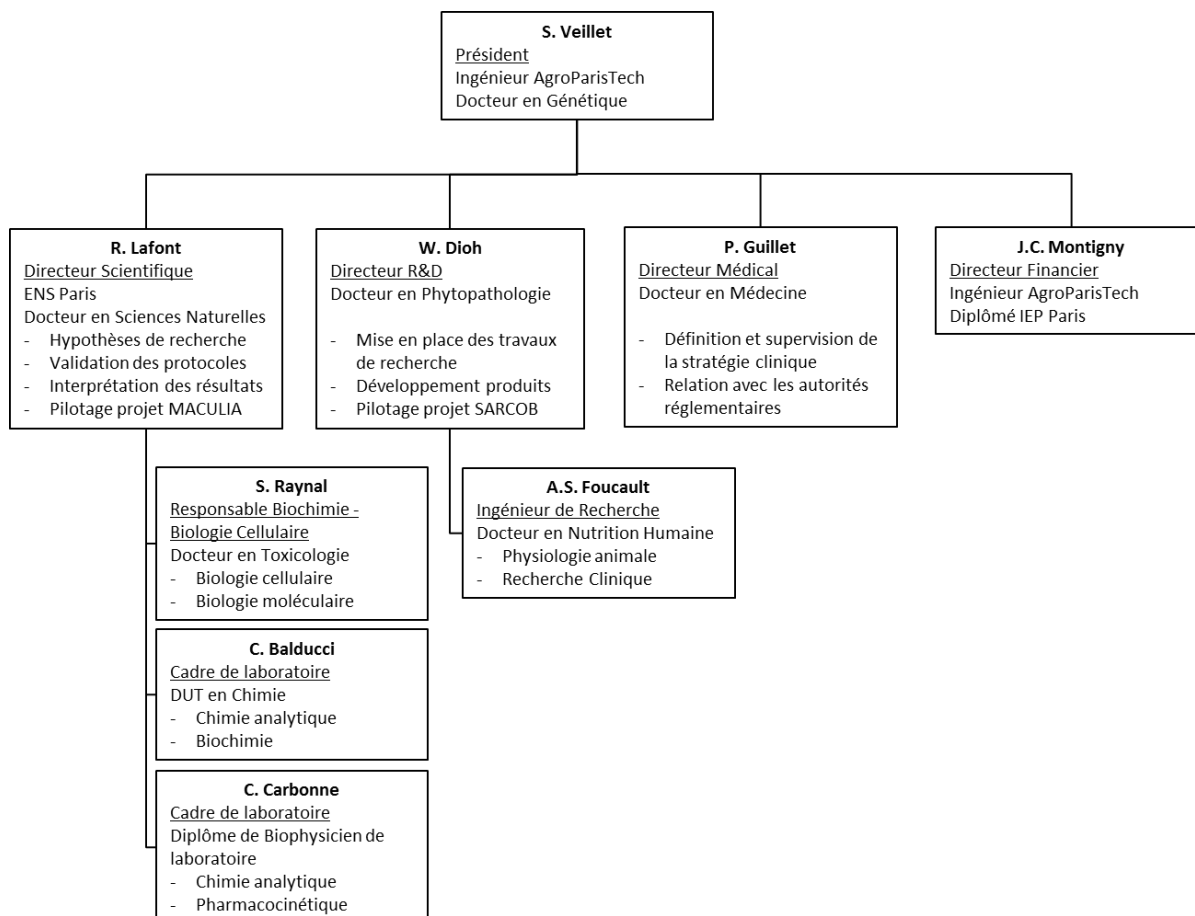 S. Veillet
Président
Ingénieur AgroParisTech
Docteur en Génétique
R. Lafont
Directeur Scientifique
ENS Paris
Docteur en Sciences Naturelles
- Hypothèses de recherche
- Validation des protocoles
- Interprétation des résultats
- Pilotage projet MACULIA
W. Dioh
Directeur R&D
Docteur en Phytopathologie
- Mise en place des travaux
de recherche
- Développement produits
- Pilotage projet SARCOB
P. Guillet
Directeur Médical
Docteur en Médecine
- Définition et supervision de
la stratégie clinique
- Relation avec les autorités
réglementaires
J.C. Montigny
Directeur Financier
Ingénieur AgroParisTech
Diplômé IEP Paris
S. Raynal
Responsable Biochimie -
Biologie Cellulaire
Docteur en Toxicologie
- Biologie cellulaire
- Biologie moléculaire
A.S. Foucault
Ingénieur de Recherche
Docteur en Nutrition Humaine
- Physiologie animale
- Recherche Clinique
C. Balducci
Cadre de laboratoire
DUT en Chimie
- Chimie analytique
- Biochimie
C. Carbonne
Cadre de laboratoire
Diplôme de Biophysicien de
laboratoire
- Chimie analytique
- Pharmacocinétique